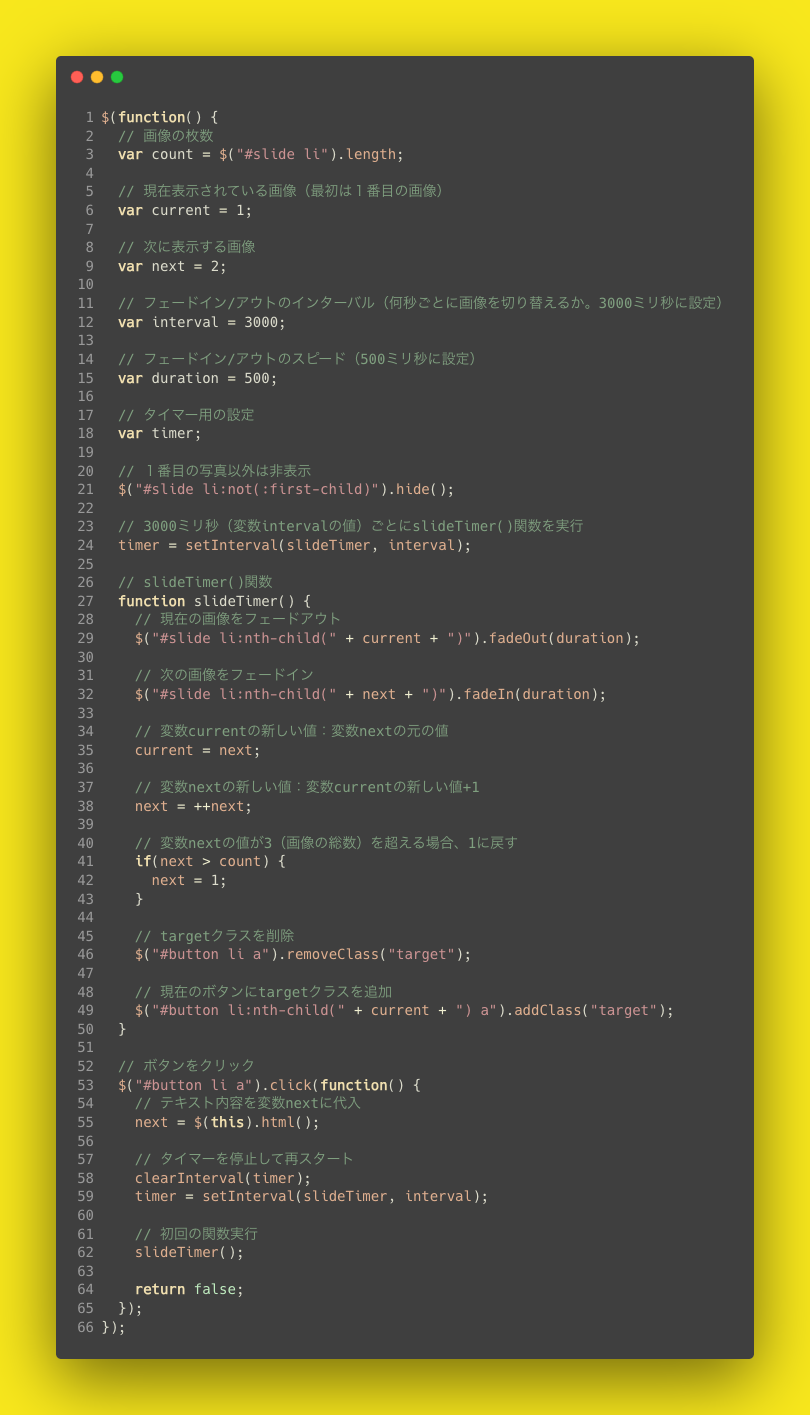 1 $(function() {
2   // 画像の枚数
3   var count = $("#slide li").length;
4
5   // 現在表示されている画像（最初は１番目の画像）
6   var current = 1;
7
8   // 次に表示する画像
9   var next = 2;
10
11   // フェードイン/アウトのインターバル（何秒ごとに画像を切り替えるか。3000ミリ秒に設定）
12   var interval = 3000;
13
14   // フェードイン/アウトのスピード（500ミリ秒に設定）
15   var duration = 500;
16
17   // タイマー用の設定
18   var timer;
19
20   // １番目の写真以外は非表示
21   $("#slide li:not(:first-child)").hide();
22
23   // 3000ミリ秒（変数intervalの値）ごとにslideTimer()関数を実行
24   timer = setInterval(slideTimer, interval);
25
26   // slideTimer()関数
27   function slideTimer() {
28     // 現在の画像をフェードアウト
29     $("#slide li:nth-child(" + current + ")").fadeOut(duration);
30
31     // 次の画像をフェードイン
32     $("#slide li:nth-child(" + next + ")").fadeIn(duration);
33
34     // 変数currentの新しい値：変数nextの元の値
35     current = next;
36
37     // 変数nextの新しい値：変数currentの新しい値+1
38     next = ++next;
39
40     // 変数nextの値が3（画像の総数）を超える場合、1に戻す
41     if(next > count) {
42       next = 1;
43     }
44
45     // targetクラスを削除
46     $("#button li a").removeClass("target");
47
48     // 現在のボタンにtargetクラスを追加
49     $("#button li:nth-child(" + current + ") a").addClass("target");
50   }
51
52   // ボタンをクリック
53   $("#button li a").click(function() {
54     // テキスト内容を変数nextに代入
55     next = $(this).html();
56
57     // タイマーを停止して再スタート
58     clearInterval(timer);
59     timer = setInterval(slideTimer, interval);
60
61     // 初回の関数実行
62     slideTimer();
63
64     return false;
65   });
66 });